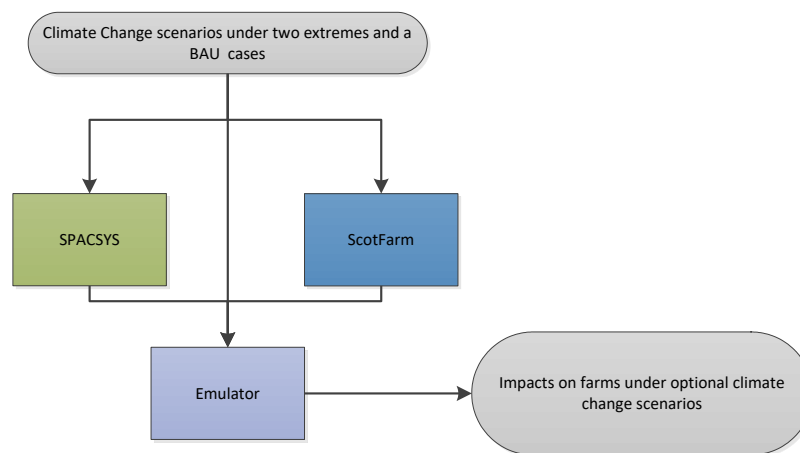 Climate Change scenarios under two extremes and a
BAU cases
SPACSYS
ScotFarm
Emulator
Impacts on farms under optional climate
change scenarios